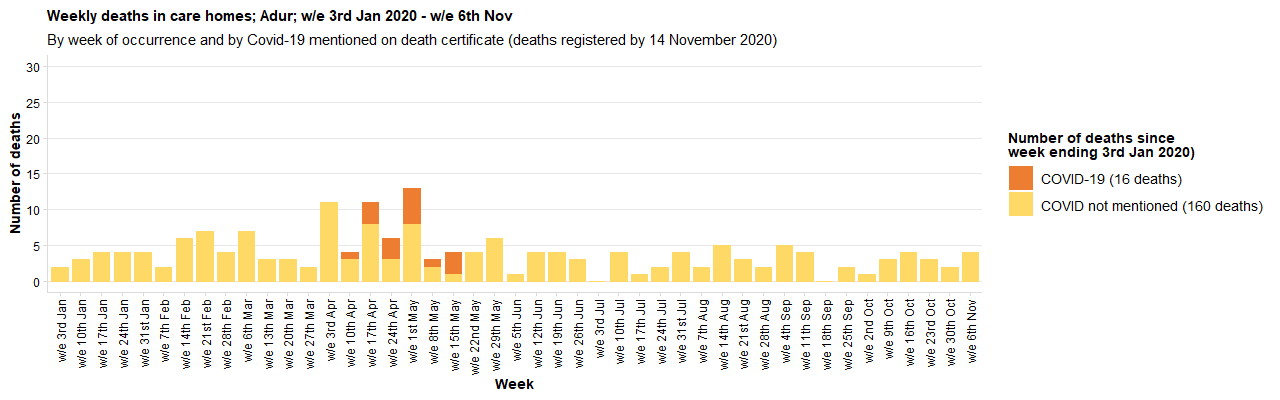 Weekly deaths in care homes; Adur; w/e 3rd Jan 2020 - w/e 6th Nov
By week of occurrence and by Covid-19 mentioned on death certificate (deaths registered by 14 November 2020)
30
25
20
15
10
5
0
Number of deaths
w/e 3rd Jan
w/e 10th Jan
w/e 17th Jan
w/e 24th Jan
w/e 31st Jan
w/e 7th Feb
w/e 14th Feb
w/e 21st Feb
w/e 28th Feb
w/e 6th Mar
w/e 13th Mar
w/e 20th Mar
w/e 27th Mar
w/e 3rd Apr
w/e 10th Apr
w/e 17th Apr
w/e 24th Apr
w/e 1st May
w/e 8th May
w/e 15th May
w/e 22nd May
w/e 29th May
w/e 5th Jun
w/e 12th Jun
w/e 19th Jun
w/e 26th Jun
w/e 3rd Jul
w/e 10th Jul
w/e 17th Jul
w/e 24th Jul
w/e 31st Jul
w/e 7th Aug
w/e 14th Aug
w/e 21st Aug
w/e 28th Aug
w/e 4th Sep
w/e 11th Sep
w/e 18th Sep
w/e 25th Sep
w/e 2nd Oct
w/e 9th Oct
w/e 16th Oct
w/e 23rd Oct
w/e 30th Oct
w/e 6th Nov
Week
Number of deaths since
week ending 3rd Jan 2020)
COVID-19 (16 deaths)
COVID not mentioned (160 deaths)